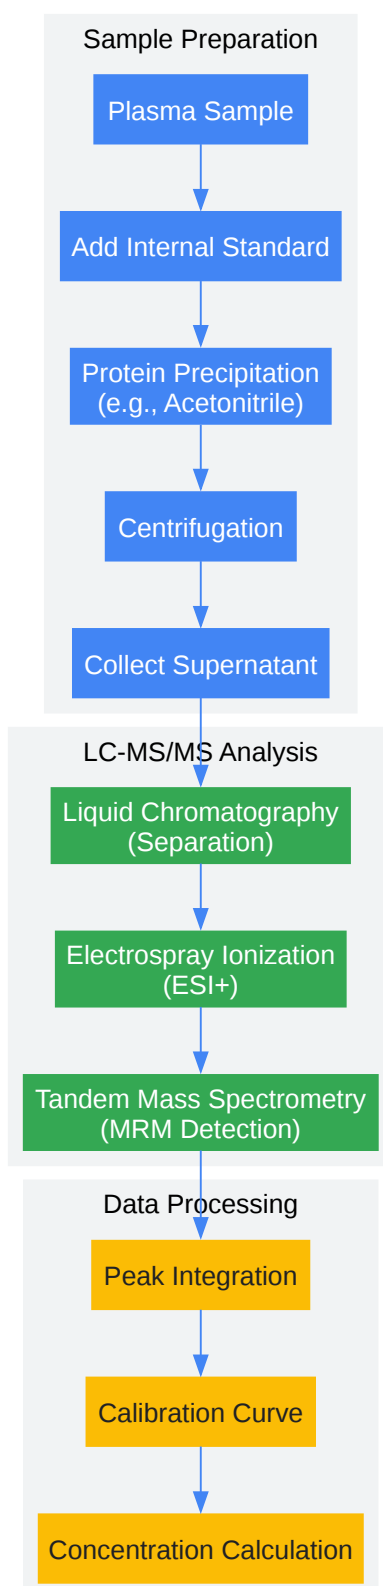 Sample Preparation
Plasma Sample
Add Internal Standard
Protein Precipitation
(e.g., Acetonitrile)
Centrifugation
Collect Supernatant
LC-MS/MS Analysis
Liquid Chromatography
(Separation)
Electrospray Ionization
(ESI+)
Tandem Mass Spectrometry
(MRM Detection)
Data Processing
Peak Integration
Calibration Curve
Concentration Calculation